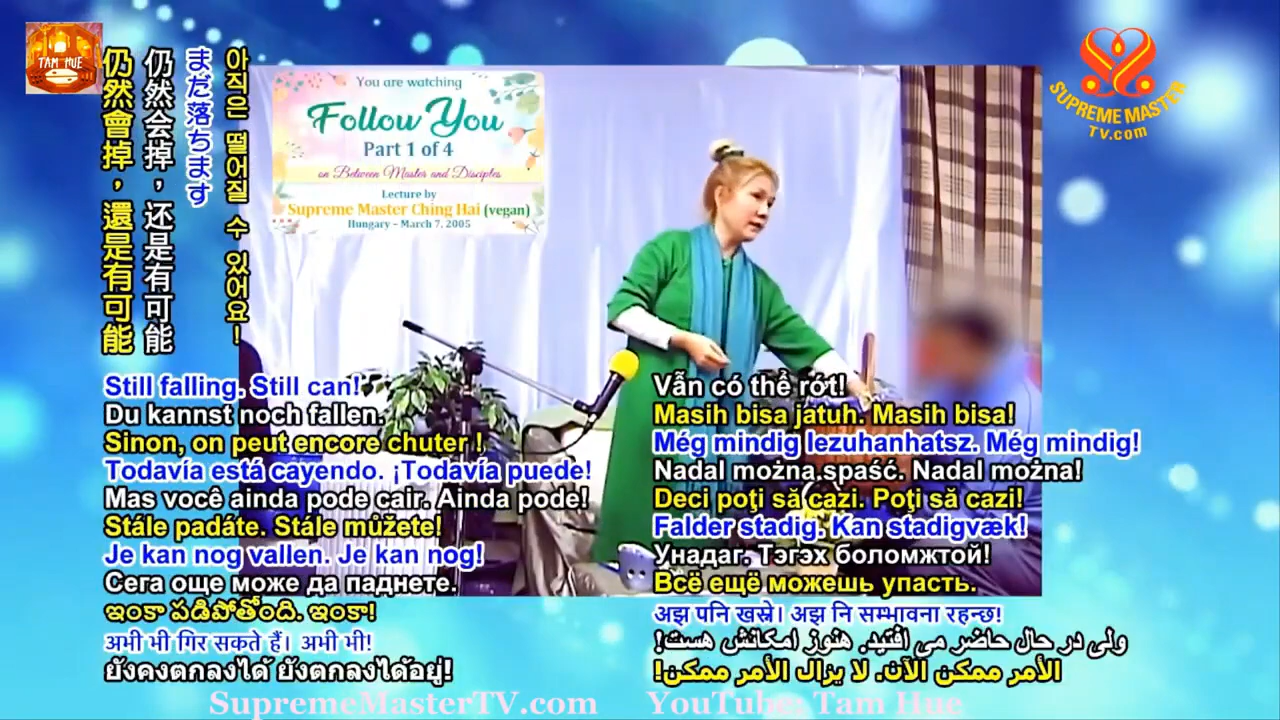 TAM HUE
仍然會掉，還是有可能
仍然会掉，还是有可能
まだ落ちます
아직은 떨어질 수 있어요!
You are watching
Follow You
Part 1 of 4
on Between Master and Disciples
Lecture by
Supreme Master Ching Hai (vegan)
Hungary – March 7, 2005
SUPREME MASTER
TV.com
Still falling. Still can!
Du kannst noch fallen.
Sinon, on peut encore chuter !
Todavía está cayendo. ¡Todavía puede!
Mas você ainda pode cair. Ainda pode!
Stále padáte. Stále můžete!
Je kan nog vallen. Je kan nog!
Сега още може да паднете.
ఇంకా పడిపోతోంది. ఇంకా!
अभी भी गिर सकते हैं। अभी भी!
ยังคงตกลงได้ ยังตกลงได้อยู่!
Vẫn có thể rớt!
Masih bisa jatuh. Masih bisa!
Még mindig lezuhanhatsz. Még mindig!
Nadal można spaść. Nadal można!
Deci poţi să cazi. Poţi să cazi!
Falder stadig. Kan stadigvæk!
Унадаг. Тэгэх боломжтой!
Всё ещё можешь упасть.
अझ पनि खस्ने। अझ नि सम्भावना रहन्छ!
ولی در حال حاضر می افتید. هنوز امکانش هست!
الأمر ممكن الآن. لا يزال الأمر ممكن!
SupremeMasterTV.com
YouTube: Tam Hue